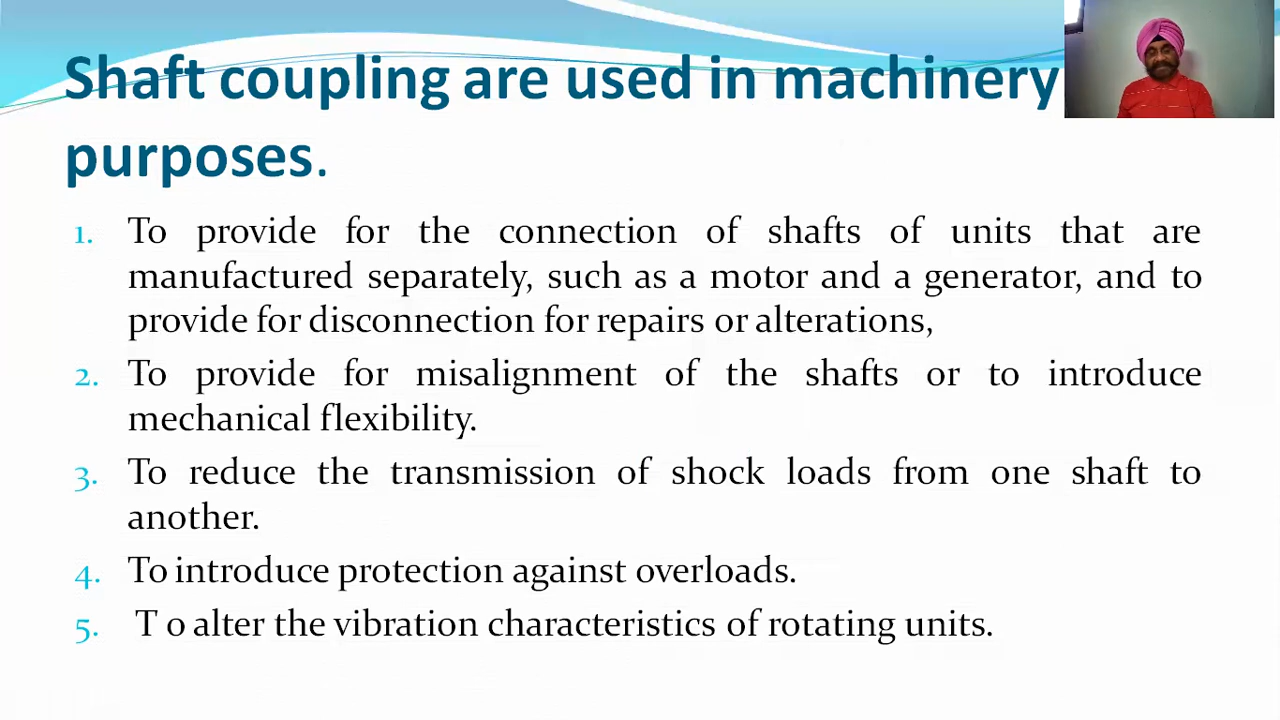 Shaft coupling are used in machinery
purposes.
1. To provide for the connection of shafts of units that are
manufactured separately, such as a motor and a generator, and to
provide for disconnection for repairs or alterations,
2. To provide for misalignment of the shafts or to introduce
mechanical flexibility.
3. To reduce the transmission of shock loads from one shaft to
another.
4. To introduce protection against overloads.
5. T o alter the vibration characteristics of rotating units.